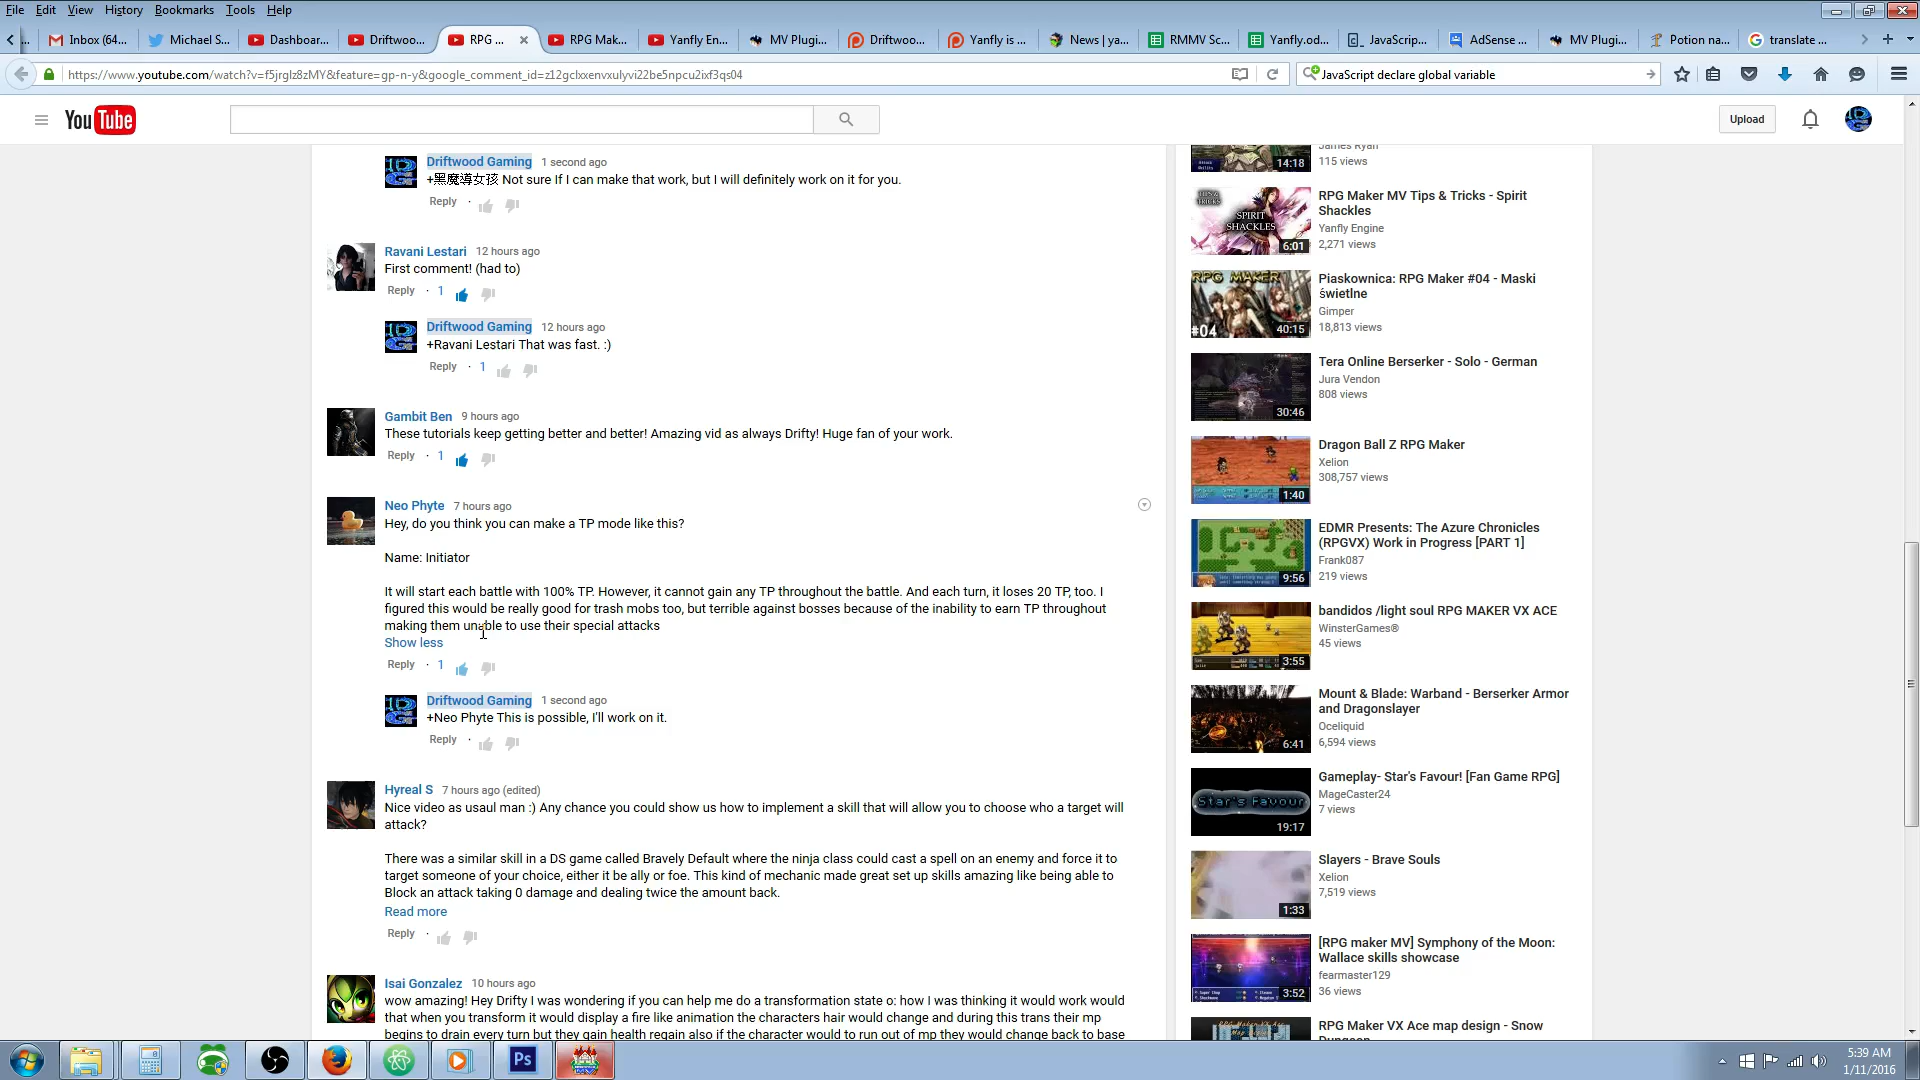 File Edit View History Bookmarks Tools Help
... Inbox (64... Michael S... Dashboar... Driftwoo... RPG ... RPG Mak... Yanfly En... MV Plugi... Driftwoo... Yanfly is ... News | ya... RMMV Sc... Yanfly.od... JavaScrip... AdSense ... MV Plugi... Potion na... translate ...
JavaScript declare global variable
YouTube
Upload
Driftwood Gaming 1 second ago
+黑魔導女孩 Not sure If I can make that work, but I will definitely work on it for you.
Reply ·
Ravani Lestari 12 hours ago
First comment! (had to)
Reply · 1
Driftwood Gaming 12 hours ago
+Ravani Lestari That was fast. :)
Reply · 1
Gambit Ben 9 hours ago
These tutorials keep getting better and better! Amazing vid as always Drifty! Huge fan of your work.
Reply · 1
Neo Phyte 7 hours ago
Hey, do you think you can make a TP mode like this?
Name: Initiator
It will start each battle with 100% TP. However, it cannot gain any TP throughout the battle. And each turn, it loses 20 TP, too. I
figured this would be really good for trash mobs too, but terrible against bosses because of the inability to earn TP throughout
making them unable to use their special attacks
Show less
Reply · 1
Driftwood Gaming 1 second ago
+Neo Phyte This is possible, I'll work on it.
Reply ·
Hyreal S 7 hours ago (edited)
Nice video as usaul man :) Any chance you could show us how to implement a skill that will allow you to choose who a target will
attack?
There was a similar skill in a DS game called Bravely Default where the ninja class could cast a spell on an enemy and force it to
target someone of your choice, either it be ally or foe. This kind of mechanic made great set up skills amazing like being able to
Block an attack taking 0 damage and dealing twice the amount back.
Read more
Reply ·
Isai Gonzalez 10 hours ago
wow amazing! Hey Drifty I was wondering if you can help me do a transformation state o: how I was thinking it would work would
that when you transform it would display a fire like animation the characters hair would change and during this trans their mp
begins to drain every turn but they gain health regain also if the character would to run out of mp they would change back to base
James Ryan
115 views
14:18
RPG Maker MV Tips & Tricks - Spirit
Shackles
Yanfly Engine
2,271 views
TIPS &
TRICKS
SPIRIT
SHACKLES
6:01
Piaskownica: RPG Maker #04 - Maski
świetlne
Gimper
18,813 views
RPG MAKER
#04
40:15
Tera Online Berserker - Solo - German
Jura Vendon
808 views
30:46
Dragon Ball Z RPG Maker
Xelion
308,757 views
1:40
EDMR Presents: The Azure Chronicles
(RPGVX) Work in Progress [PART 1]
Frank087
219 views
9:56
bandidos /light soul RPG MAKER VX ACE
WinsterGames®
45 views
3:55
Mount & Blade: Warband - Berserker Armor
and Dragonslayer
Oceliquid
6,594 views
6:41
Gameplay- Star's Favour! [Fan Game RPG]
MageCaster24
7 views
Star's Favour
19:17
Slayers - Brave Souls
Xelion
7,519 views
1:33
[RPG maker MV] Symphony of the Moon:
Wallace skills showcase
fearmaster129
36 views
3:52
RPG Maker VX Ace map design - Snow
Dungeon
Ps
5:39 AM
1/11/2016